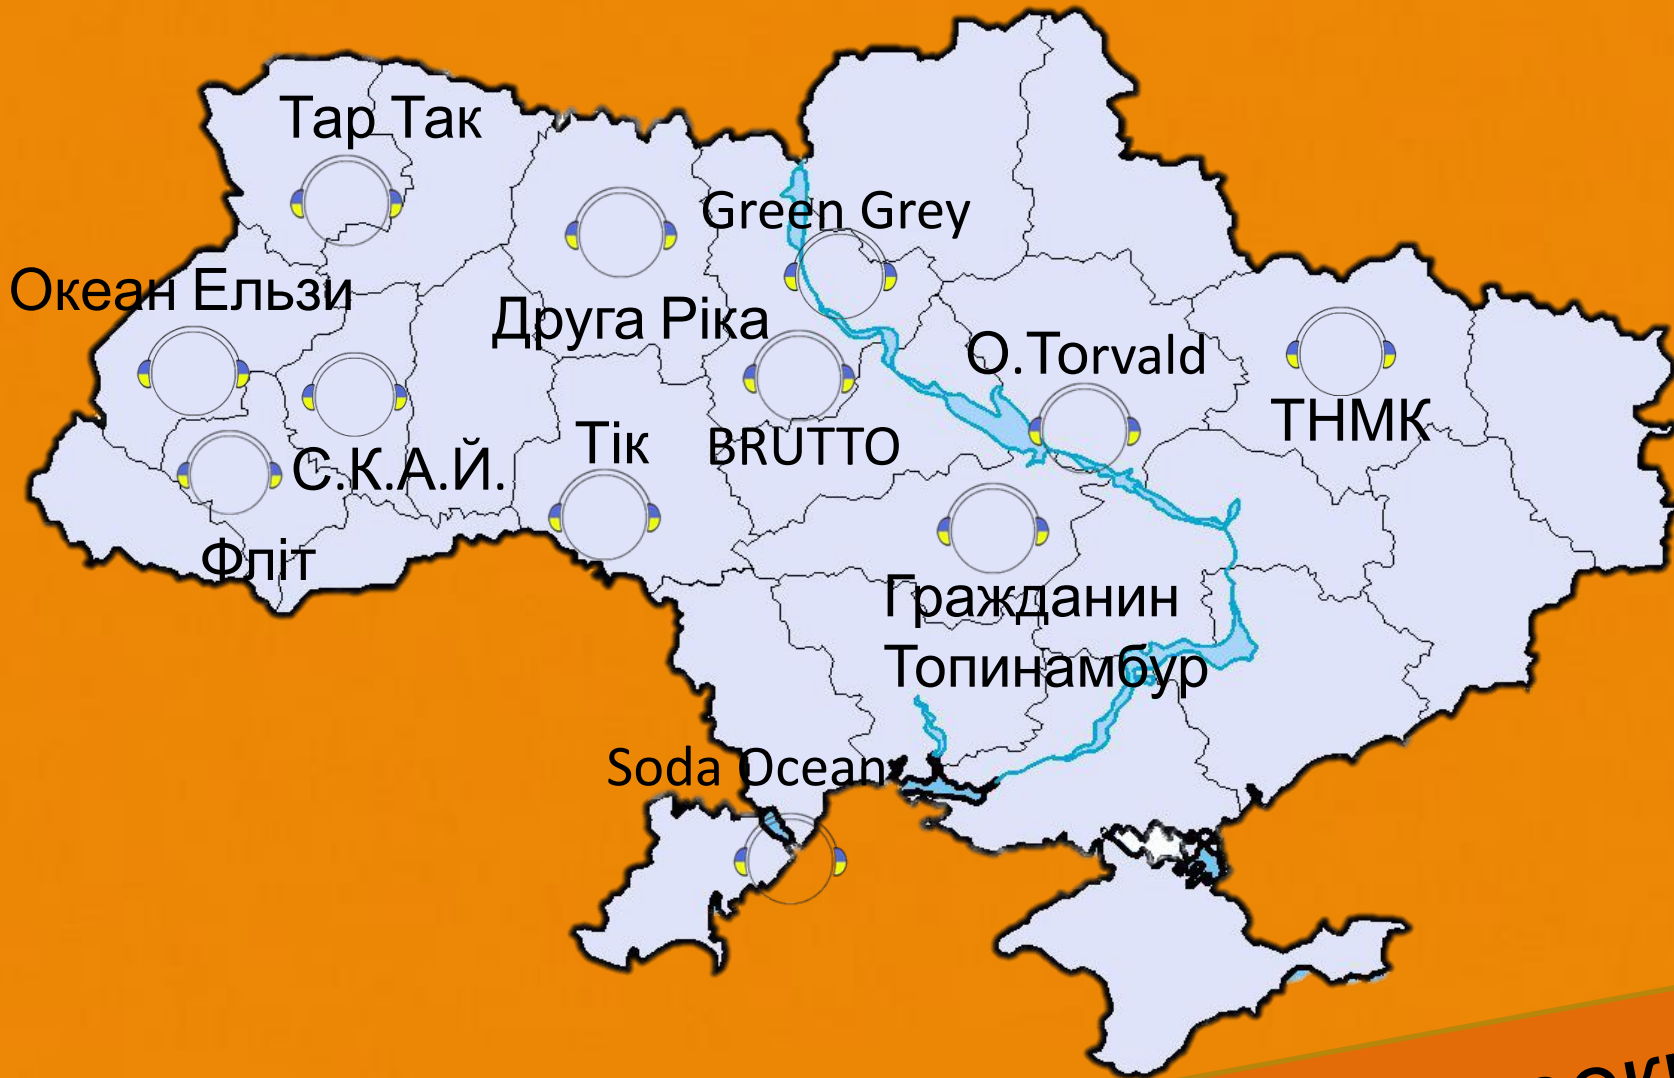 Тар Так
Green Grey
Океан Ельзи
Друга Ріка
О.Torvald
ТНМК
Тік
BRUTTO
С.К.А.Й.
Фліт
Гражданин
Топинамбур
Soda Ocean